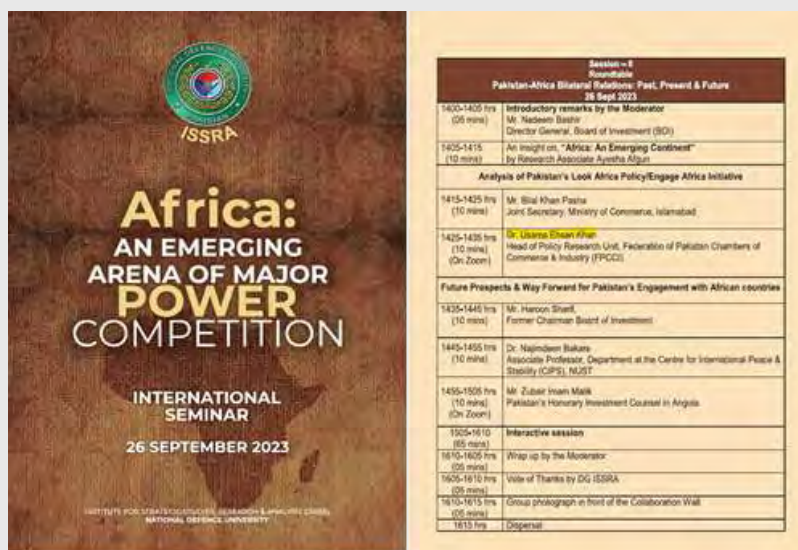 ISSRA
Africa:
AN EMERGING
ARENA OF MAJOR
POWER
COMPETITION
INTERNATIONAL
SEMINAR
26 SEPTEMBER 2023
INSTITUTE FOR STRATEGIC STUDIES, RESEARCH & ANALYSIS (ISSRA)
NATIONAL DEFENCE UNIVERSITY
Session – II
Roundtable
Pakistan-Africa Bilateral Relations: Past, Present & Future
26 Sept 2023
1400-1405 hrs
(05 mins)
Introductory remarks by the Moderator
Mr. Nadeem Bashir
Director General, Board of Investment (BOI)
1405-1415
(10 mins)
An Insight on, "Africa: An Emerging Continent"
by Research Associate Ayesha Afgun
Analysis of Pakistan's Look Africa Policy/Engage Africa Initiative
1415-1425 hrs
(10 mins)
Mr. Bilal Khan Pasha
Joint Secretary, Ministry of Commerce, Islamabad
1425-1435 hrs
(10 mins)
(On Zoom)
Dr. Usama Ehsan Khan
Head of Policy Research Unit, Federation of Pakistan Chambers of
Commerce & Industry (FPCCI)
Future Prospects & Way Forward for Pakistan's Engagement with African countries
1435-1445 hrs
(10 mins)
Mr. Haroon Sharif,
Former Chairman Board of Investment
1445-1455 hrs
(10 mins)
Dr. Najimdeen Bakare
Associate Professor, Department at the Centre for International Peace &
Stability (CIPS), NUST
1455-1505 hrs
(10 mins)
(On Zoom)
Mr. Zubair Imam Malik
Pakistan's Honorary Investment Counsel in Angola
1505-1610
(65 mins)
Interactive session
1610-1605 hrs
(05 mins)
Wrap up by the Moderator
1605-1610 hrs
(05 mins)
Vote of Thanks by DG ISSRA
1610-1615 hrs
(05 mins)
Group photograph in front of the Collaboration Wall
1615 hrs
Dispersal